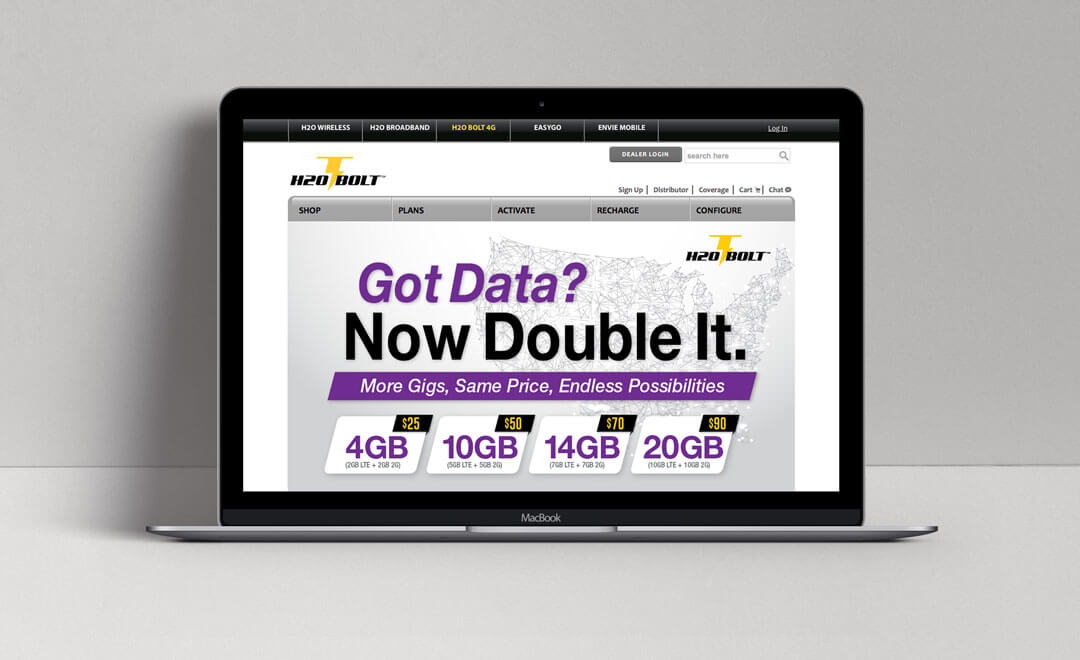 H2O WIRELESS
H2O BROADBAND
H2O BOLT 4G
EASYGO
ENVIE MOBILE
Log In
DEALER LOGIN
search here
H2O BOLT™
Sign Up | Distributor | Coverage | Cart | Chat
SHOP
PLANS
ACTIVATE
RECHARGE
CONFIGURE
H2O BOLT™
Got Data?
Now Double It.
More Gigs, Same Price, Endless Possibilities
$25
4GB
(2GB LTE + 2GB 2G)
$50
10GB
(5GB LTE + 5GB 2G)
$70
14GB
(7GB LTE + 7GB 2G)
$90
20GB
(10GB LTE + 10GB 2G)
MacBook